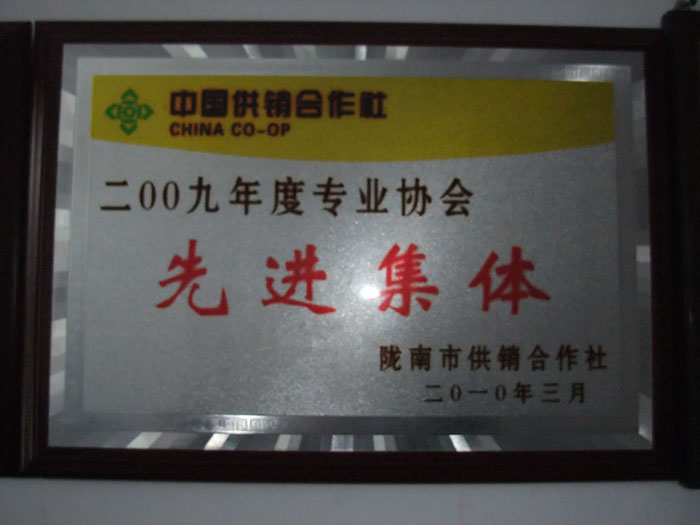 中国供销合作社
CHINA CO-OP
二00九年度专业协会
先进集体
陇南市供销合作社
二0一0年三月